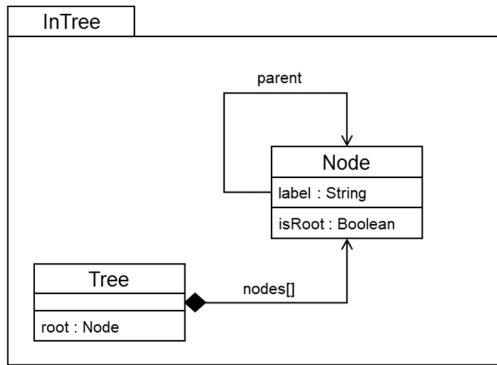 InTree
parent
Node
label : String
isRoot : Boolean
Tree
nodes[]
root : Node